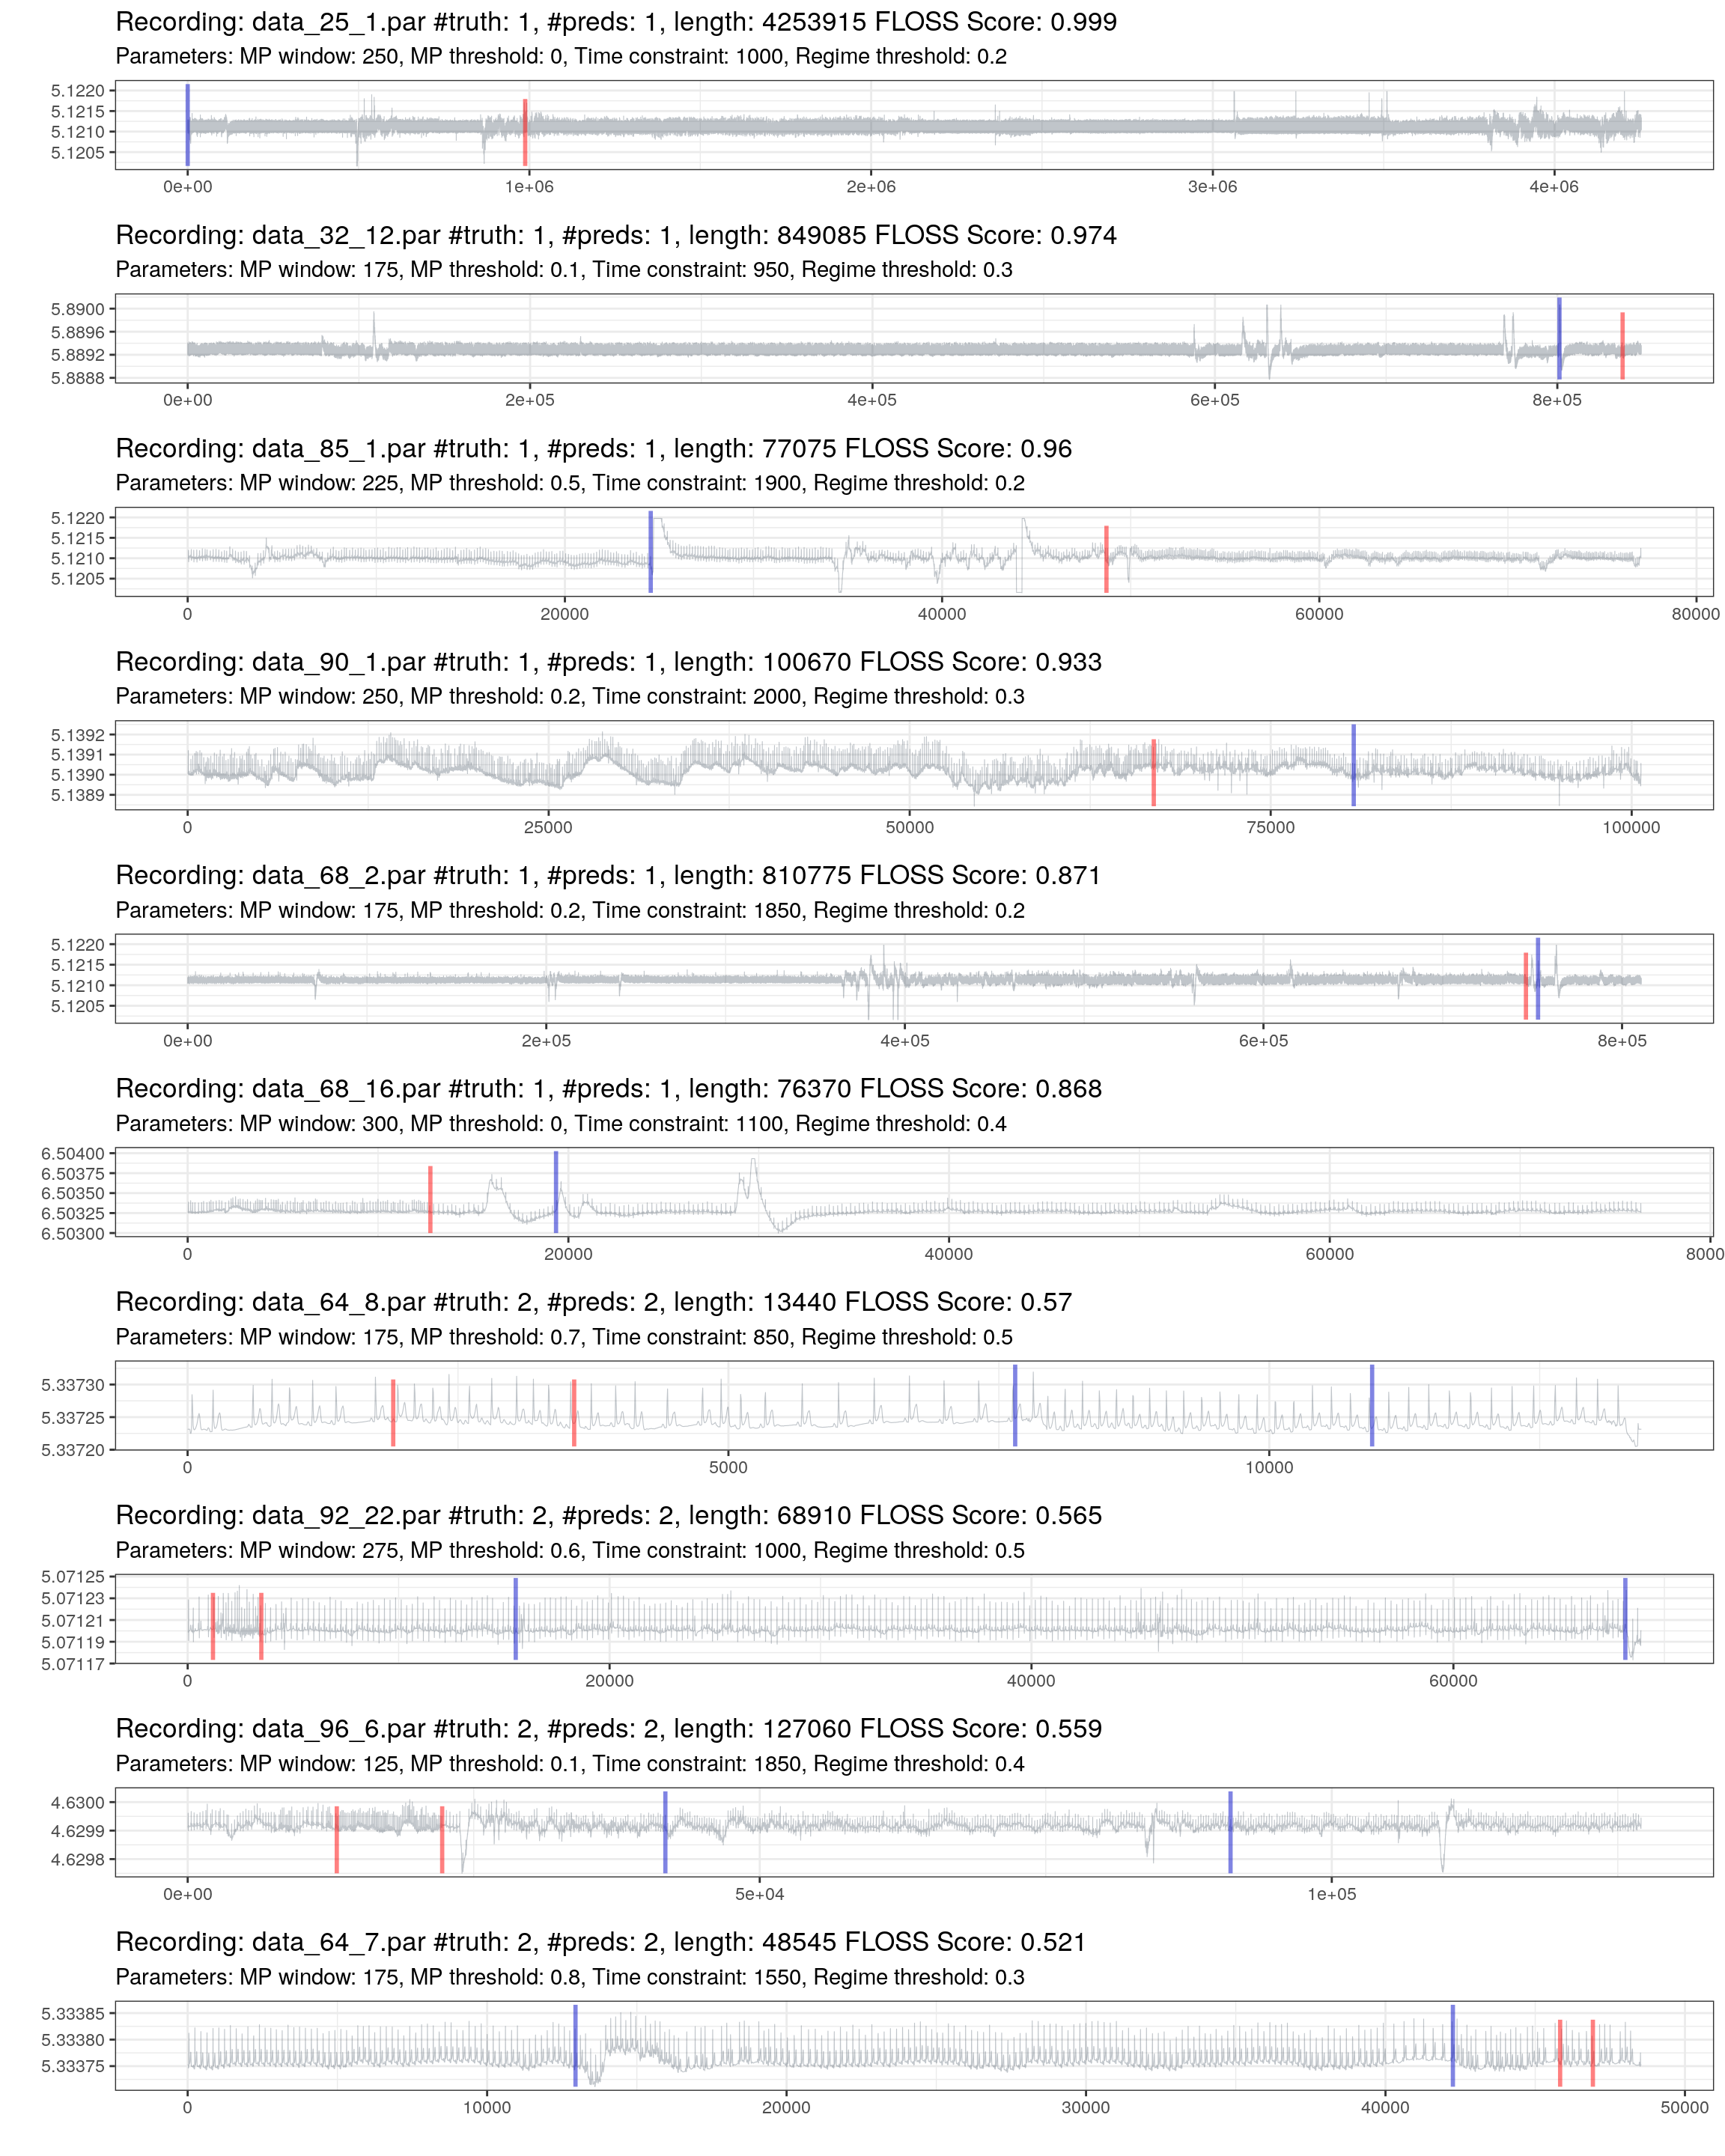 Recording: data_25_1.par #truth: 1, #preds: 1, length: 4253915 FLOSS Score: 0.999
Parameters: MP window: 250, MP threshold: 0, Time constraint: 1000, Regime threshold: 0.2
5.1220
5.1215
5.1210
5.1205
0e+00 1e+06 2e+06 3e+06 4e+06
Recording: data_32_12.par #truth: 1, #preds: 1, length: 849085 FLOSS Score: 0.974
Parameters: MP window: 175, MP threshold: 0.1, Time constraint: 950, Regime threshold: 0.3
5.8900
5.8896
5.8892
5.8888
0e+00 2e+05 4e+05 6e+05 8e+05
Recording: data_85_1.par #truth: 1, #preds: 1, length: 77075 FLOSS Score: 0.96
Parameters: MP window: 225, MP threshold: 0.5, Time constraint: 1900, Regime threshold: 0.2
5.1220
5.1215
5.1210
5.1205
0 20000 40000 60000 80000
Recording: data_90_1.par #truth: 1, #preds: 1, length: 100670 FLOSS Score: 0.933
Parameters: MP window: 250, MP threshold: 0.2, Time constraint: 2000, Regime threshold: 0.3
5.1392
5.1391
5.1390
5.1389
0 25000 50000 75000 100000
Recording: data_68_2.par #truth: 1, #preds: 1, length: 810775 FLOSS Score: 0.871
Parameters: MP window: 175, MP threshold: 0.2, Time constraint: 1850, Regime threshold: 0.2
5.1220
5.1215
5.1210
5.1205
0e+00 2e+05 4e+05 6e+05 8e+05
Recording: data_68_16.par #truth: 1, #preds: 1, length: 76370 FLOSS Score: 0.868
Parameters: MP window: 300, MP threshold: 0, Time constraint: 1100, Regime threshold: 0.4
6.50400
6.50375
6.50350
6.50325
6.50300
0 20000 40000 60000 8000
Recording: data_64_8.par #truth: 2, #preds: 2, length: 13440 FLOSS Score: 0.57
Parameters: MP window: 175, MP threshold: 0.7, Time constraint: 850, Regime threshold: 0.5
5.33730
5.33725
5.33720
0 5000 10000
Recording: data_92_22.par #truth: 2, #preds: 2, length: 68910 FLOSS Score: 0.565
Parameters: MP window: 275, MP threshold: 0.6, Time constraint: 1000, Regime threshold: 0.5
5.07125
5.07123
5.07121
5.07119
5.07117
0 20000 40000 60000
Recording: data_96_6.par #truth: 2, #preds: 2, length: 127060 FLOSS Score: 0.559
Parameters: MP window: 125, MP threshold: 0.1, Time constraint: 1850, Regime threshold: 0.4
4.6300
4.6299
4.6298
0e+00 5e+04 1e+05
Recording: data_64_7.par #truth: 2, #preds: 2, length: 48545 FLOSS Score: 0.521
Parameters: MP window: 175, MP threshold: 0.8, Time constraint: 1550, Regime threshold: 0.3
5.33385
5.33380
5.33375
0 10000 20000 30000 40000 50000